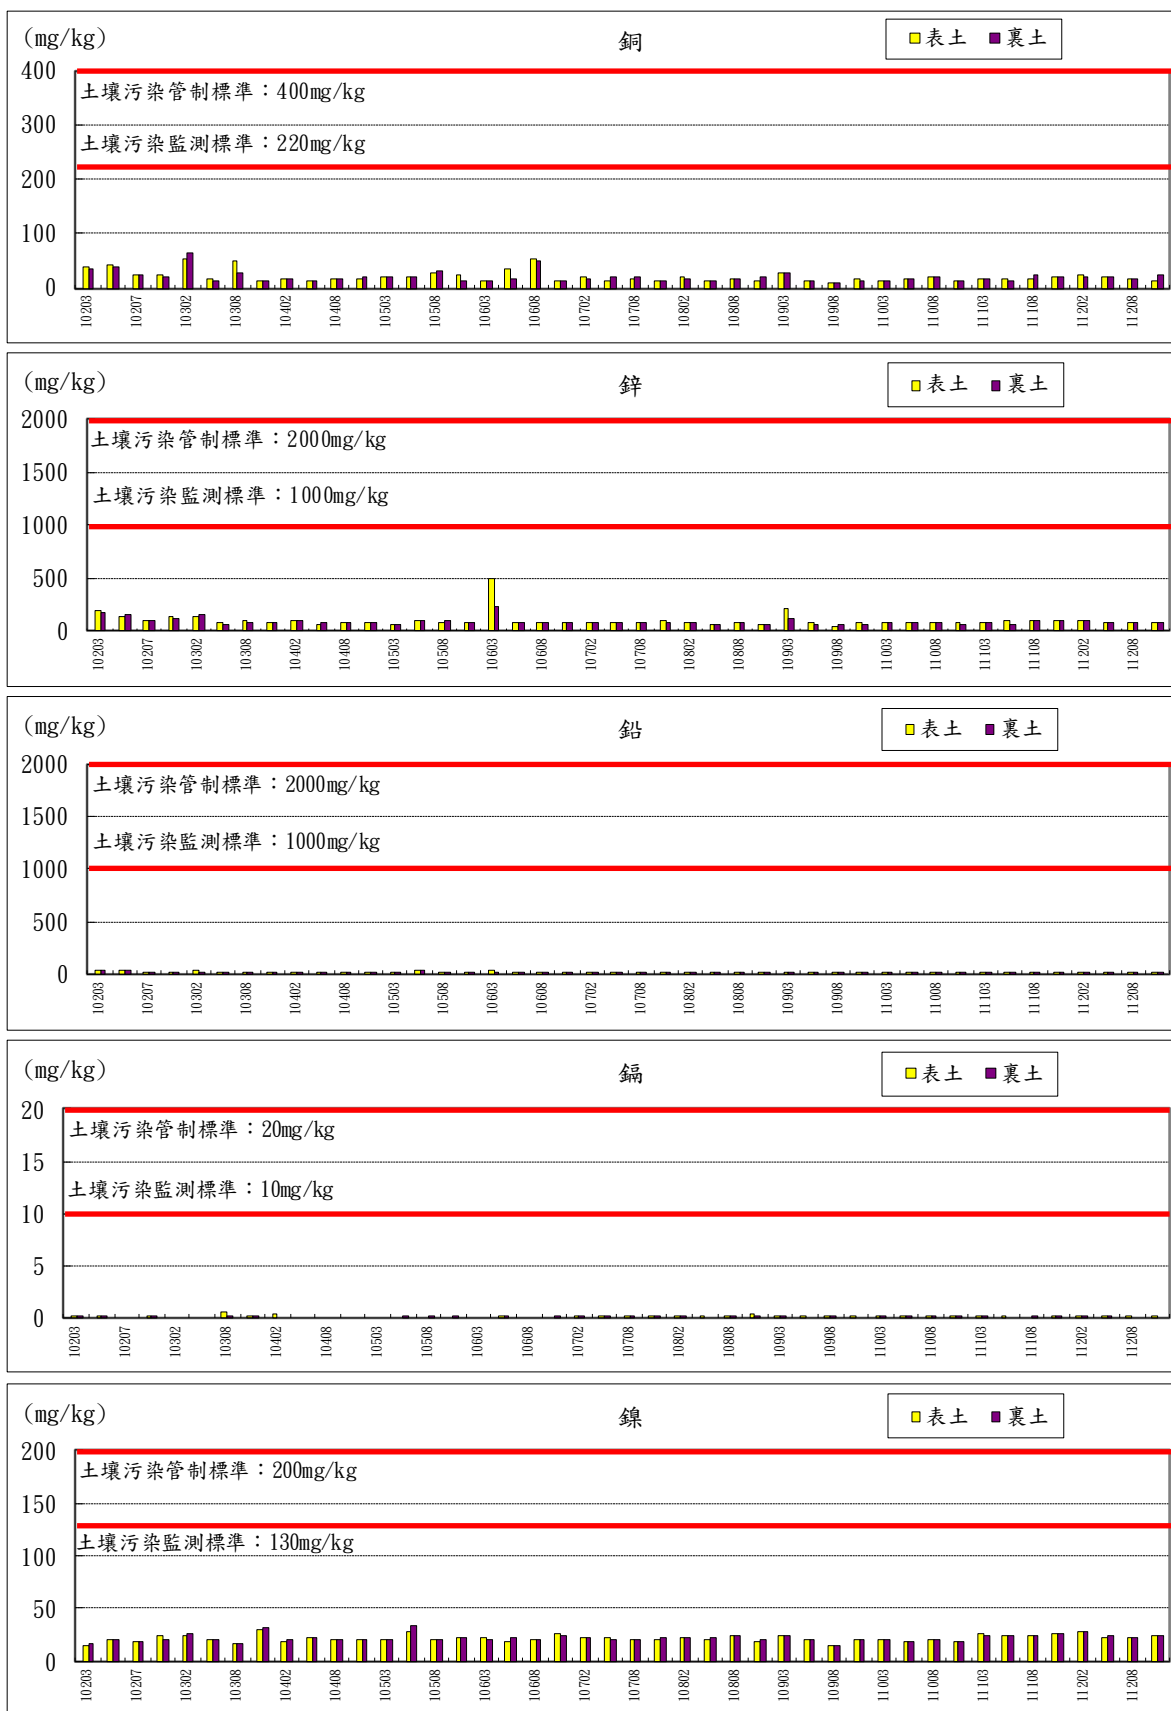 (mg/kg)
銅
表土 裏土
400
土壤污染管制標準：400mg/kg
300
土壤污染監測標準：220mg/kg
200
100
0
10203 10207 10302 10308 10402 10408 10503 10508 10603 10608 10702 10708 10802 10808 10903 10908 11003 11008 11103 11108 11202 11208
(mg/kg)
鋅
表土 裏土
2000
土壤污染管制標準：2000mg/kg
1500
土壤污染監測標準：1000mg/kg
1000
500
0
10203 10207 10302 10308 10402 10408 10503 10508 10603 10608 10702 10708 10802 10808 10903 10908 11003 11008 11103 11108 11202 11208
(mg/kg)
鉛
表土 裏土
2000
土壤污染管制標準：2000mg/kg
1500
土壤污染監測標準：1000mg/kg
1000
500
0
10203 10207 10302 10308 10402 10408 10503 10508 10603 10608 10702 10708 10802 10808 10903 10908 11003 11008 11103 11108 11202 11208
(mg/kg)
鎘
表土 裏土
20
土壤污染管制標準：20mg/kg
15
土壤污染監測標準：10mg/kg
10
5
0
10203 10207 10302 10308 10402 10408 10503 10508 10603 10608 10702 10708 10802 10808 10903 10908 11003 11008 11103 11108 11202 11208
(mg/kg)
鎳
表土 裏土
200
土壤污染管制標準：200mg/kg
150
土壤污染監測標準：130mg/kg
100
50
0
10203 10207 10302 10308 10402 10408 10503 10508 10603 10608 10702 10708 10802 10808 10903 10908 11003 11008 11103 11108 11202 11208